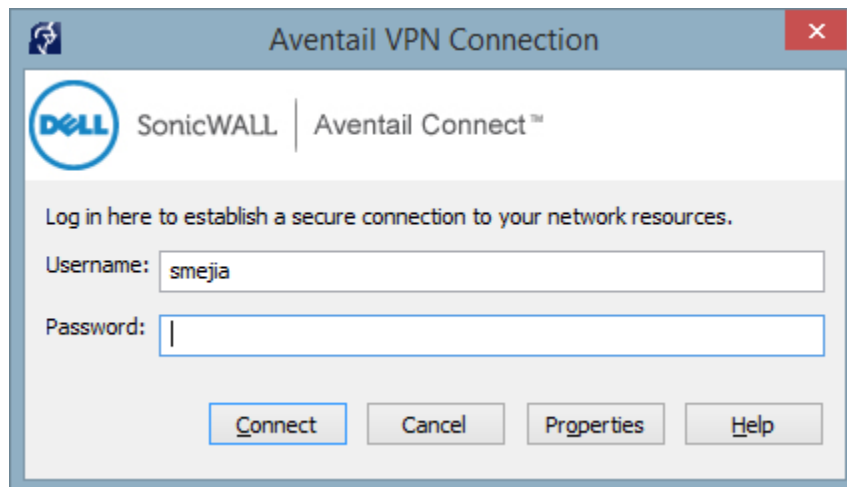 Aventail VPN Connection
DELL SonicWALL | Aventail Connect™
Log in here to establish a secure connection to your network resources.
Username: smejia
Password:
Connect Cancel Properties Help